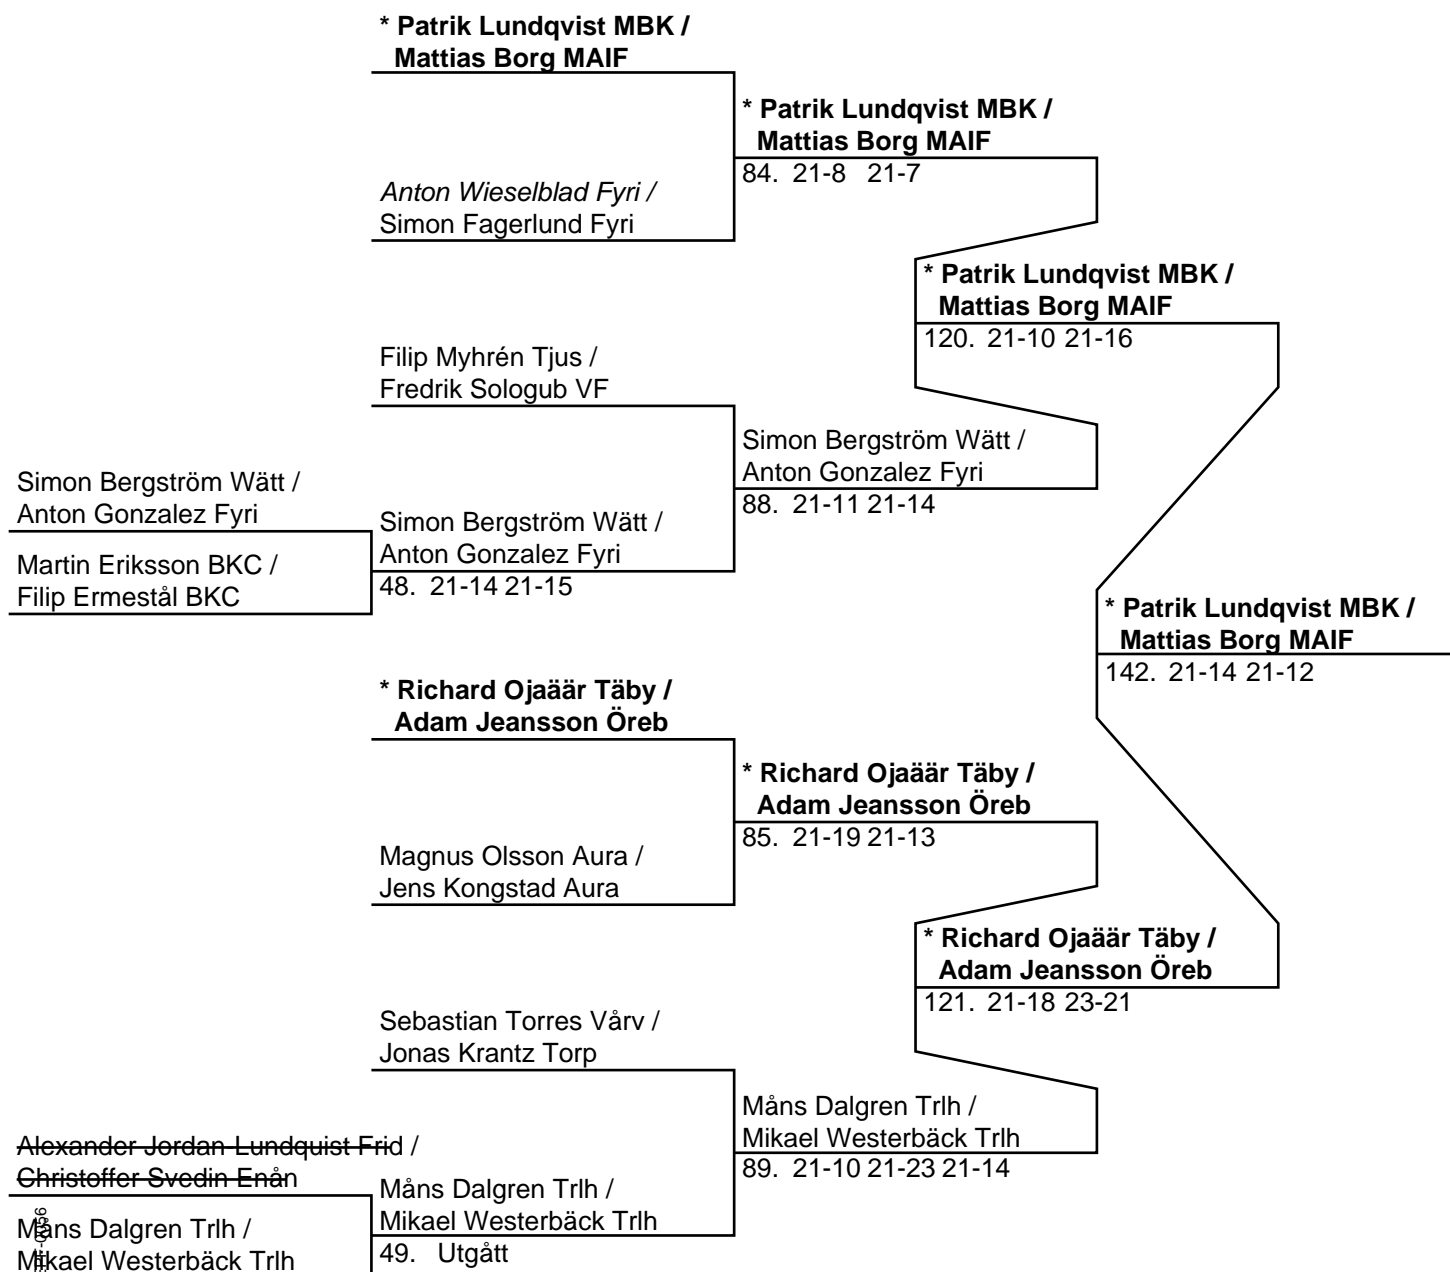 * Patrik Lundqvist MBK /
Mattias Borg MAIF
* Patrik Lundqvist MBK /
Mattias Borg MAIF
84. 21-8 21-7
Anton Wieselblad Fyri /
Simon Fagerlund Fyri
* Patrik Lundqvist MBK /
Mattias Borg MAIF
120. 21-10 21-16
Filip Myhrén Tjus /
Fredrik Sologub VF
Simon Bergström Wätt /
Anton Gonzalez Fyri
88. 21-11 21-14
Simon Bergström Wätt /
Anton Gonzalez Fyri
Simon Bergström Wätt /
Anton Gonzalez Fyri
48. 21-14 21-15
Martin Eriksson BKC /
Filip Ermestål BKC
* Patrik Lundqvist MBK /
Mattias Borg MAIF
142. 21-14 21-12
* Richard Ojaäär Täby /
Adam Jeansson Öreb
* Richard Ojaäär Täby /
Adam Jeansson Öreb
85. 21-19 21-13
Magnus Olsson Aura /
Jens Kongstad Aura
* Richard Ojaäär Täby /
Adam Jeansson Öreb
121. 21-18 23-21
Sebastian Torres Vårv /
Jonas Krantz Torp
Måns Dalgren Trlh /
Mikael Westerbäck Trlh
89. 21-10 21-23 21-14
Alexander Jordan-Lundquist Frid /
Christoffer Svedin Enån
Måns Dalgren Trlh /
Mikael Westerbäck Trlh
49. Utgått
Måns Dalgren Trlh /
Mikael Westerbäck Trlh